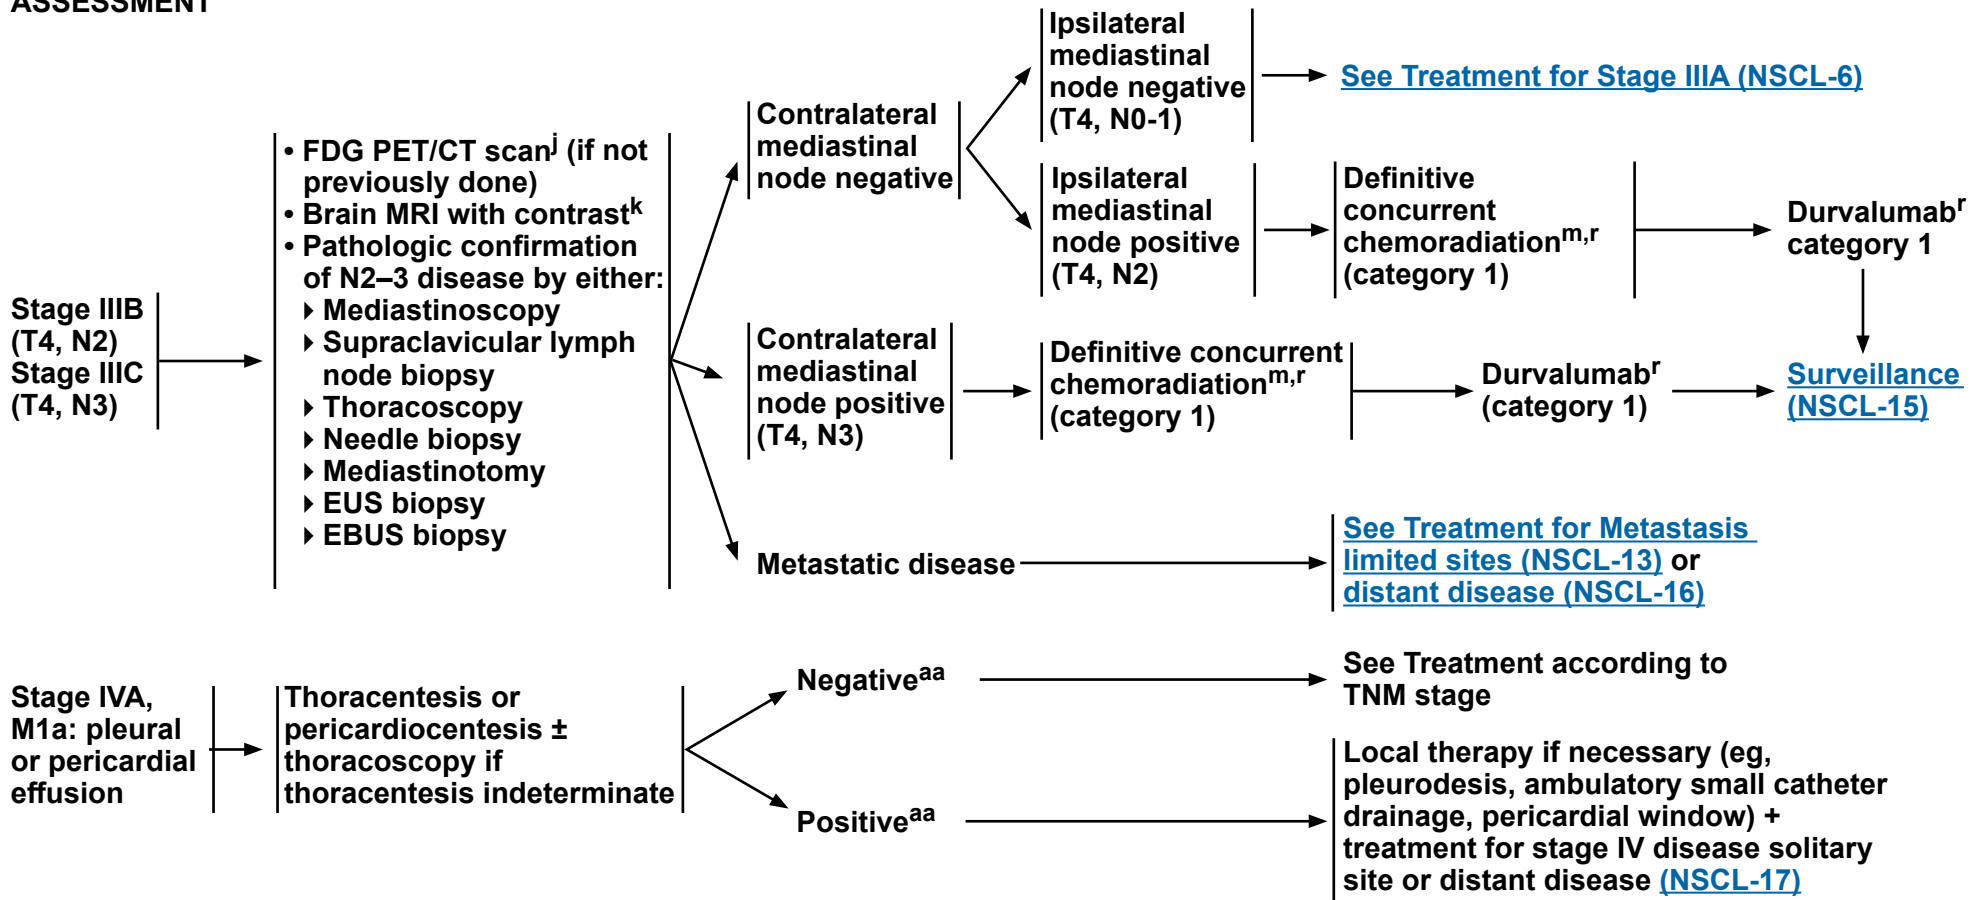 ASSESSMENT
Stage IIIB
(T4, N2)
Stage IIIC
(T4, N3)
• FDG PET/CT scanj (if not
previously done)
• Brain MRI with contrastk
• Pathologic confirmation
of N2–3 disease by either:
▸ Mediastinoscopy
▸ Supraclavicular lymph
node biopsy
▸ Thoracoscopy
▸ Needle biopsy
▸ Mediastinotomy
▸ EUS biopsy
▸ EBUS biopsy
Contralateral
mediastinal
node negative
Ipsilateral
mediastinal
node negative
(T4, N0-1)
See Treatment for Stage IIIA (NSCL-6)
Ipsilateral
mediastinal
node positive
(T4, N2)
Definitive
concurrent
chemoradiationm,r
(category 1)
Durvalumabr
category 1
Contralateral
mediastinal
node positive
(T4, N3)
Definitive concurrent
chemoradiationm,r
(category 1)
Durvalumabr
(category 1)
Surveillance
(NSCL-15)
Metastatic disease
See Treatment for Metastasis
limited sites (NSCL-13) or
distant disease (NSCL-16)
Stage IVA,
M1a: pleural
or pericardial
effusion
Thoracentesis or
pericardiocentesis ±
thoracoscopy if
thoracentesis indeterminate
Negativeaa
See Treatment according to
TNM stage
Positiveaa
Local therapy if necessary (eg,
pleurodesis, ambulatory small catheter
drainage, pericardial window) +
treatment for stage IV disease solitary
site or distant disease (NSCL-17)